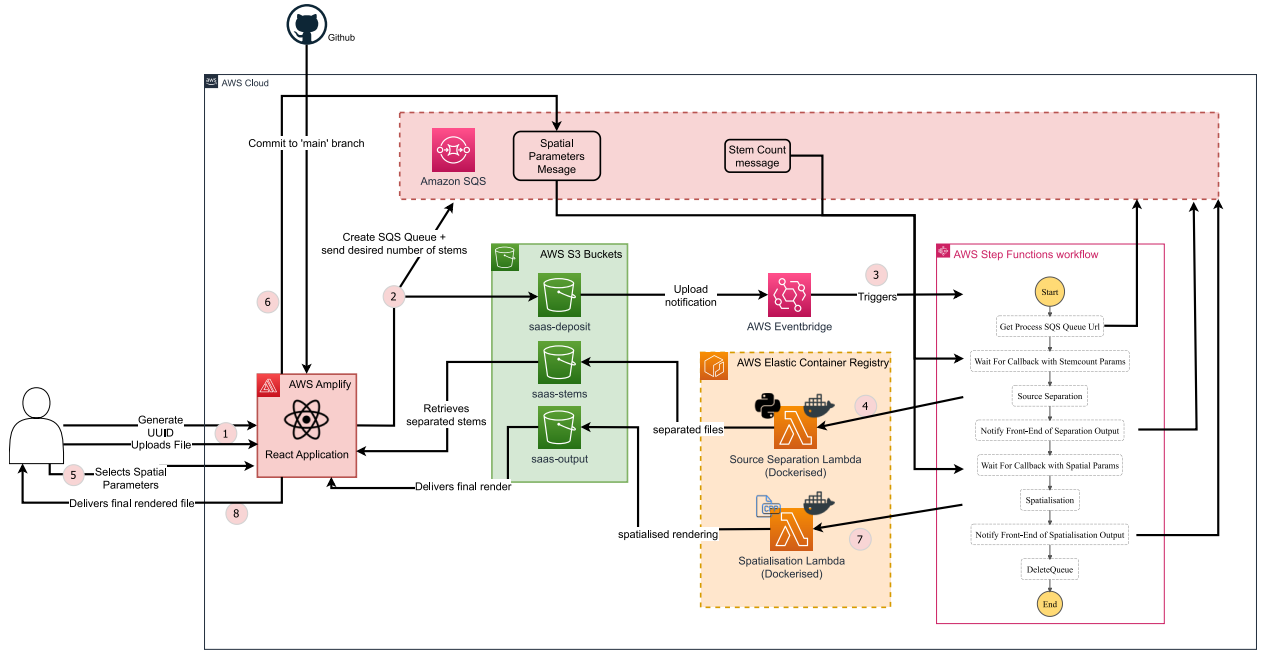 Github
aws
AWS Cloud
Commit to 'main' branch
Amazon SQS
Spatial
Parameters
Mesage
Stem Count
message
Create SQS Queue +
send desired number of stems
AWS S3 Buckets
saas-deposit
saas-stems
saas-output
2
6
Upload
notification
AWS Eventbridge
3
Triggers
AWS Step Functions workflow
Start
Get Process SQS Queue Url
Wait For Callback with Stemcount Params
Source Separation
Notify Front-End of Separation Output
Wait For Callback with Spatial Params
Spatialisation
Notify Front-End of Spatialisation Output
DeleteQueue
End
AWS Elastic Container Registry
4
Source Separation Lambda
(Dockerised)
CPP
7
Spatialisation Lambda
(Dockerised)
separated files
spatialised rendering
Retrieves
separated stems
Delivers final render
AWS Amplify
React Application
Generate
UUID
1
Uploads File
5
Selects Spatial
Parameters
Delivers final rendered file
8